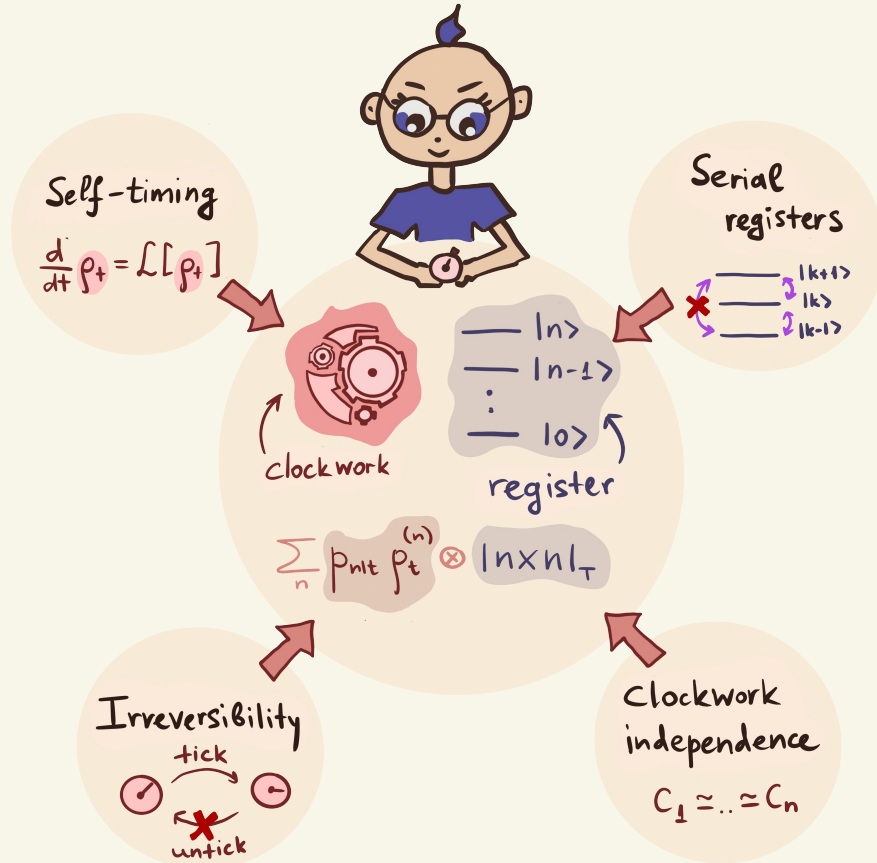 Self-timing
d/dt ρₜ = ℒ[ρₜ]
Serial
registers
|k+1>
|k>
|k-1>
|n>
|n-1>
⋮
|0>
clockwork
register
∑ₙ pₙ|ₜ ρₜ⁽ⁿ⁾ ⊗ |n><n|_T
Irreversibility
tick
untick
Clockwork
independence
C₁ ≃ .. ≃ Cₙ